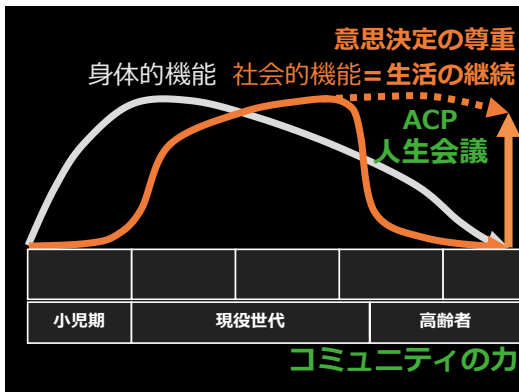 意思決定の尊重
身体的機能 社会的機能=生活の継続
ACP
人生会議
小児期 現役世代 高齢者
コミュニティの力